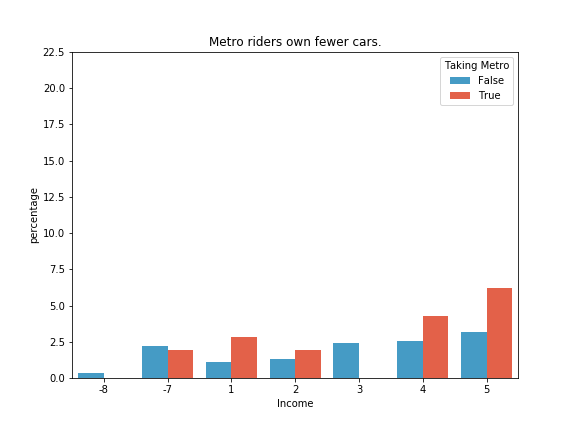 Metro riders own fewer cars.
22.5
20.0
17.5
15.0
12.5
10.0
7.5
5.0
2.5
0.0
percentage
Taking Metro
False
True
-8 -7 1 2 3 4 5
Income